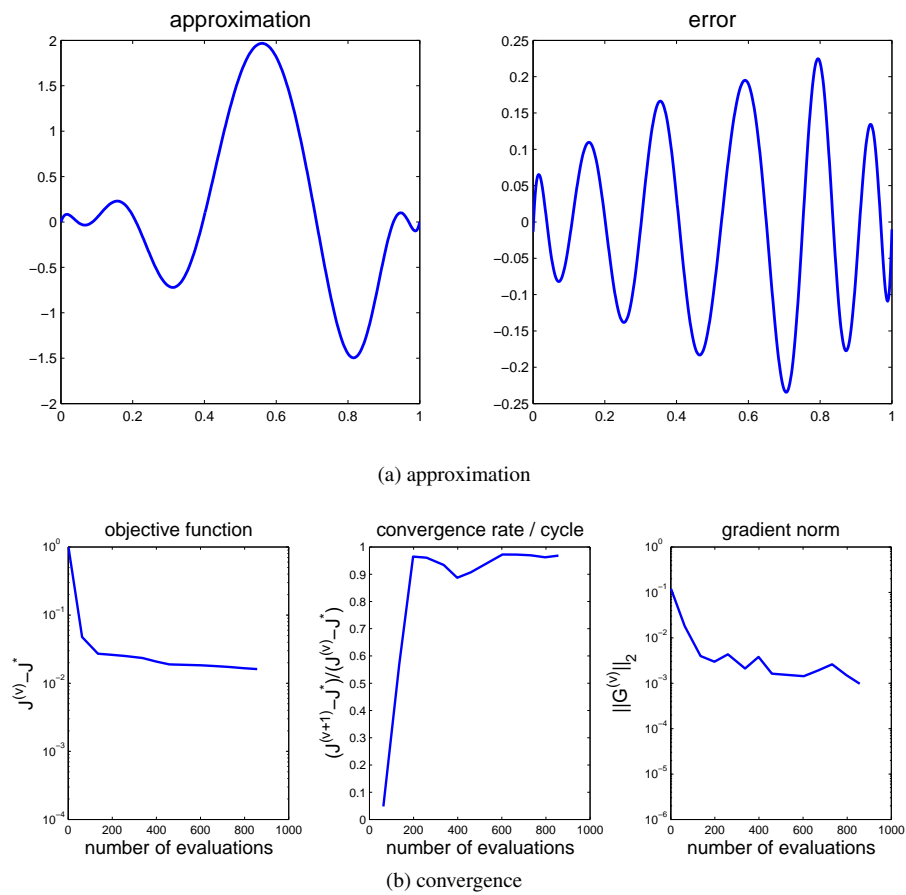 approximation
2
1.5
1
0.5
0
−0.5
−1
−1.5
−2
0 0.2 0.4 0.6 0.8 1
error
0.25
0.2
0.15
0.1
0.05
0
−0.05
−0.1
−0.15
−0.2
−0.25
0 0.2 0.4 0.6 0.8 1
(a) approximation
objective function
10^0
10^−1
10^−2
10^−3
10^−4
J^(v)−J^*
0 200 400 600 800 1000
number of evaluations
convergence rate / cycle
1
0.9
0.8
0.7
0.6
0.5
0.4
0.3
0.2
0.1
0
(J^(v+1)−J^*)/(J^(v)−J^*)
0 200 400 600 800 1000
number of evaluations
gradient norm
10^0
10^−1
10^−2
10^−3
10^−4
10^−5
10^−6
||G^(v)||_2
0 200 400 600 800 1000
number of evaluations
(b) convergence